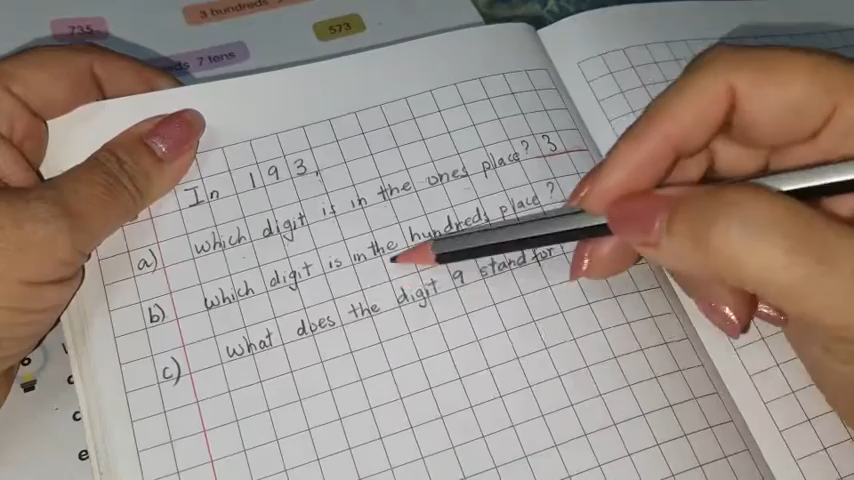 735
3 hundreds
573
eds 7 tens
In 193,
a) which digit is in the ones place? 3
b) which digit is in the hundreds place?
c) what does the digit 9 stand for